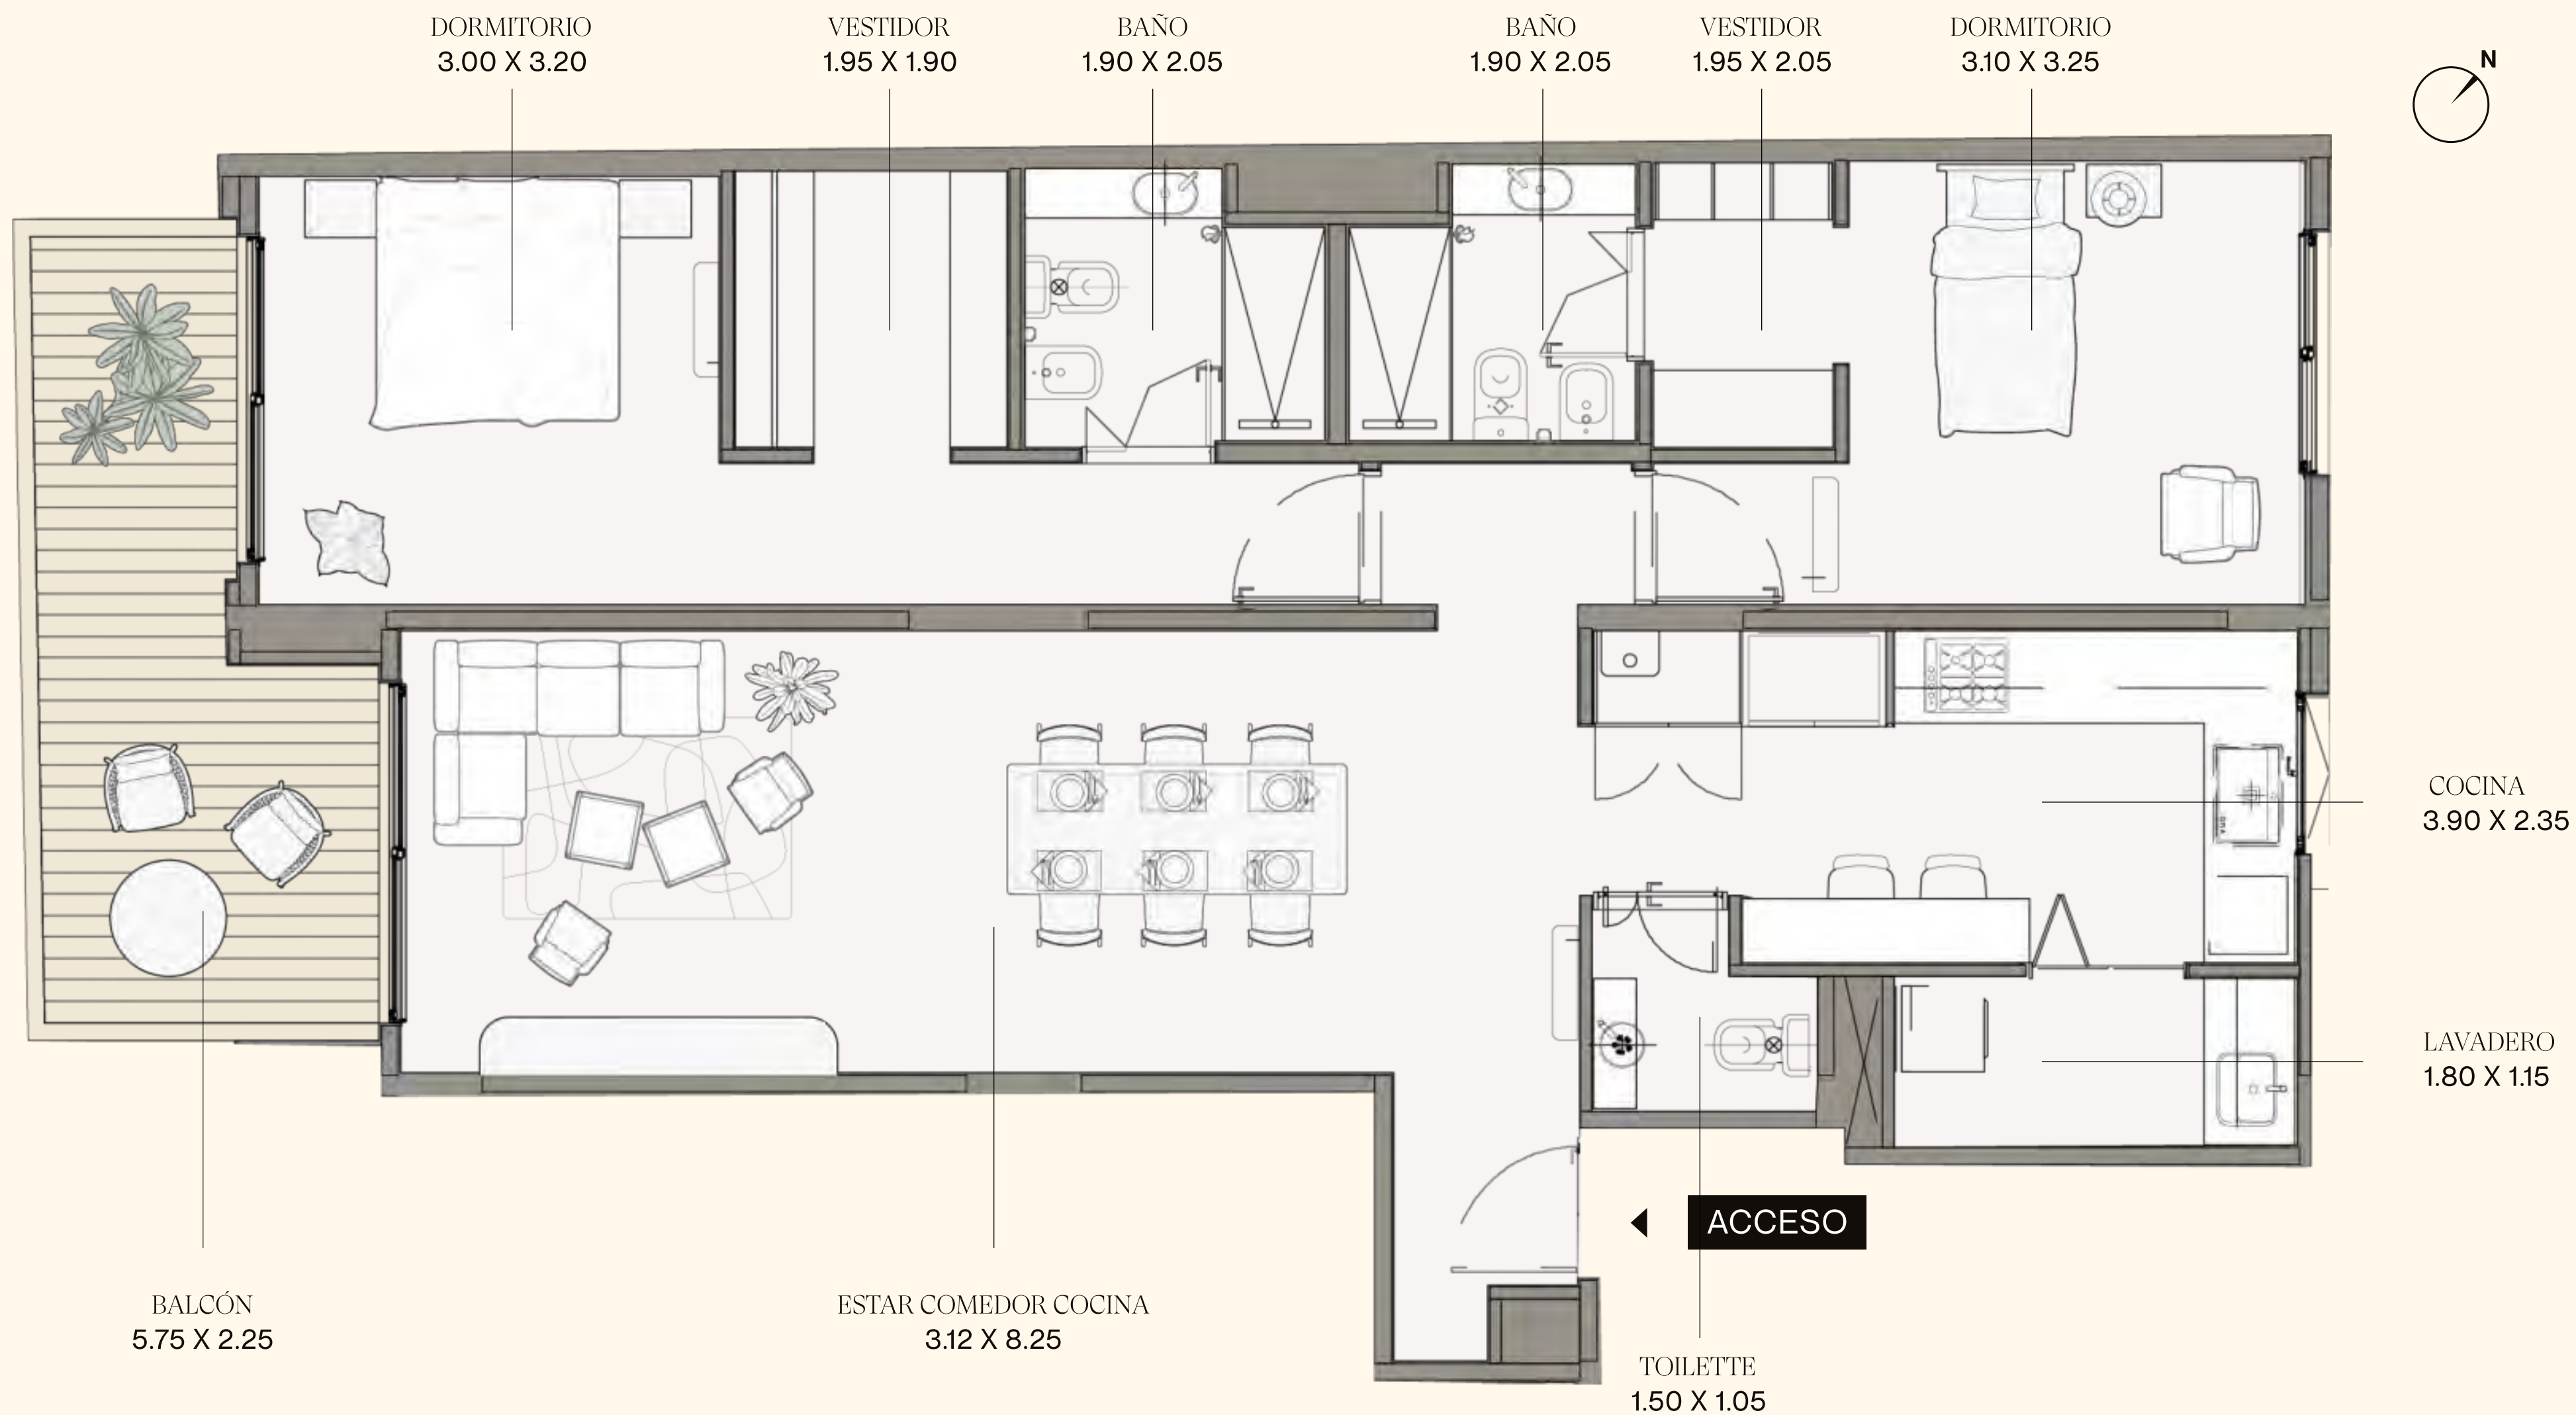 DORMITORIO
3.00 X 3.20
VESTIDOR
1.95 X 1.90
BAÑO
1.90 X 2.05
BAÑO
1.90 X 2.05
VESTIDOR
1.95 X 2.05
DORMITORIO
3.10 X 3.25
N
COCINA
3.90 X 2.35
LAVADERO
1.80 X 1.15
ACCESO
BALCÓN
5.75 X 2.25
ESTAR COMEDOR COCINA
3.12 X 8.25
TOILETTE
1.50 X 1.05